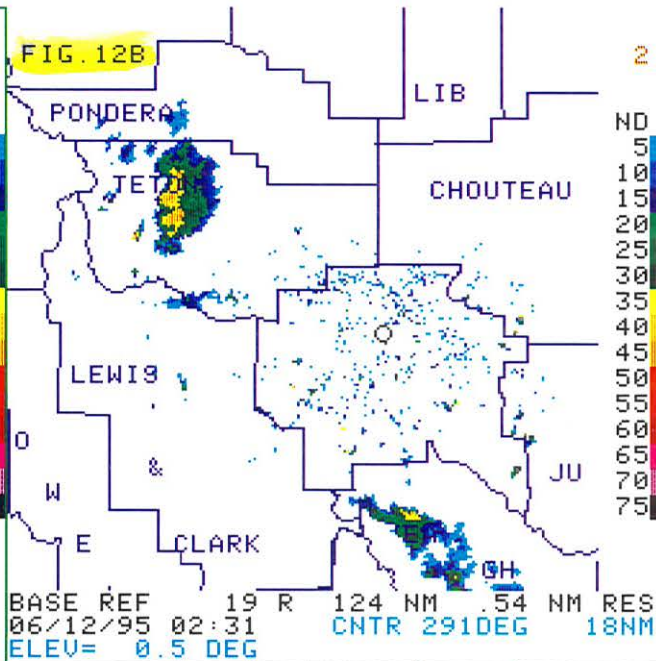 FIG.12B
2
LIB
PONDERA
ND
5
10
TETON
CHOUTEAU
15
20
25
30
35
40
45
LEWIS
50
55
60
O
65
&
JU
70
W
75
E
CLARK
GH
BASE REF 19 R 124 NM .54 NM RES
06/12/95 02:31 CNTR 291DEG 18NM
ELEV= 0.5 DEG